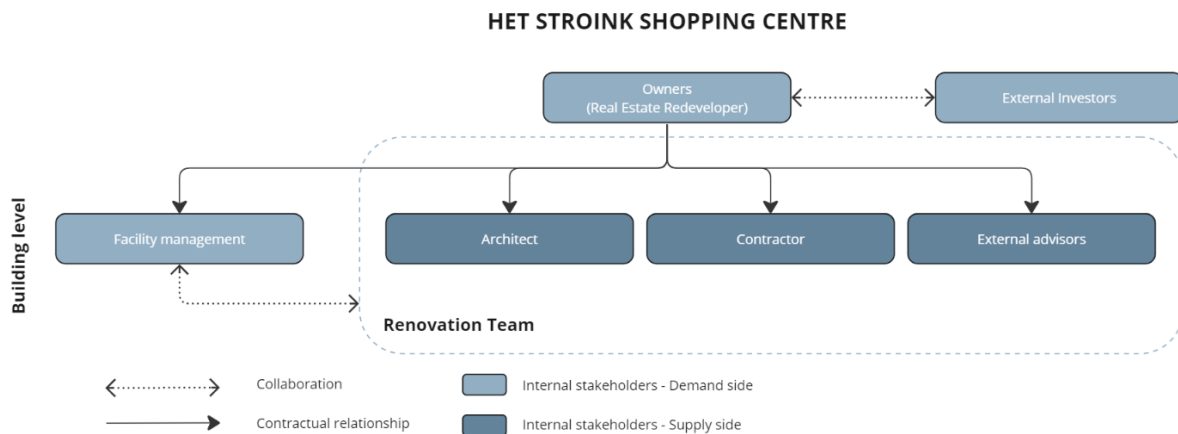 HET STROINK SHOPPING CENTRE
Owners
(Real Estate Redeveloper)
External Investors
Building level
Facility management
Architect
Contractor
External advisors
Renovation Team
Collaboration
Internal stakeholders - Demand side
Contractual relationship
Internal stakeholders - Supply side